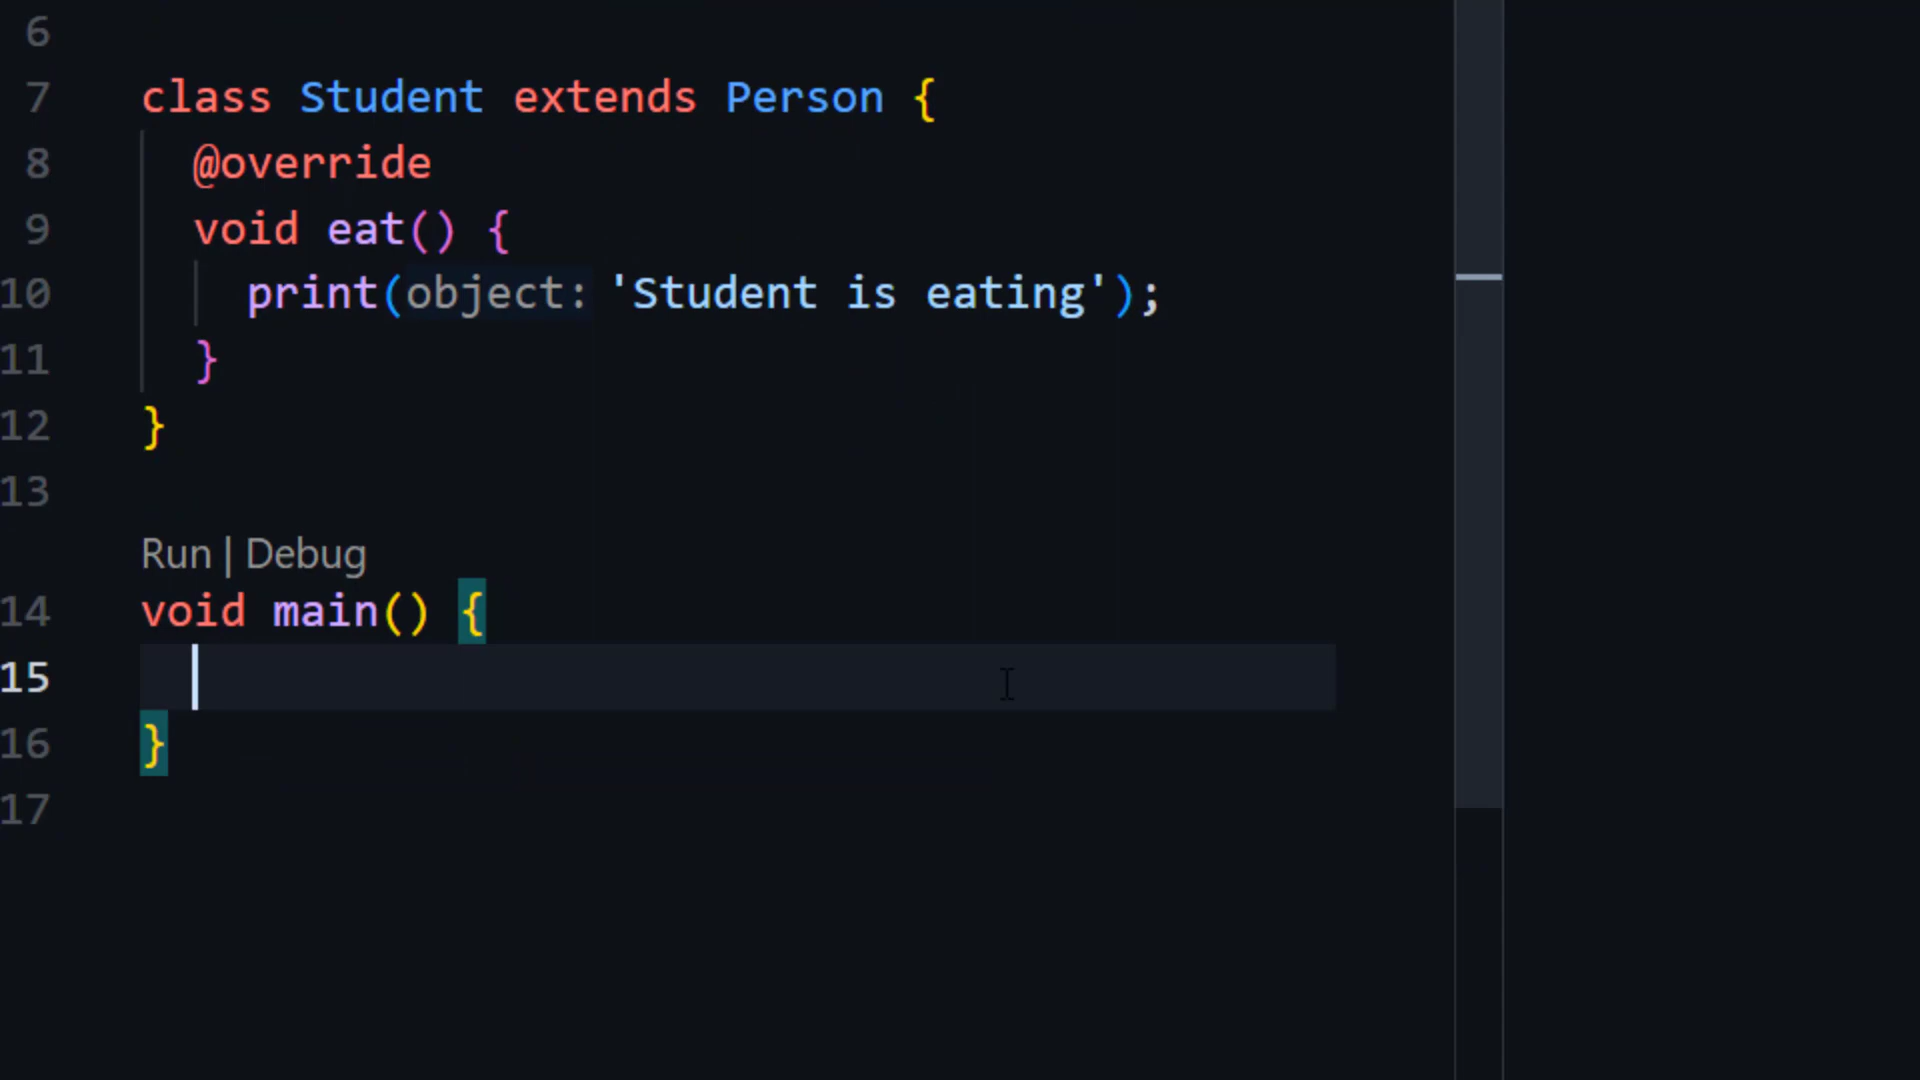 6
7 class Student extends Person {
8 @override
9 void eat() {
10 print(object: 'Student is eating');
11 }
12 }
13
Run | Debug
14 void main() {
15
16 }
17